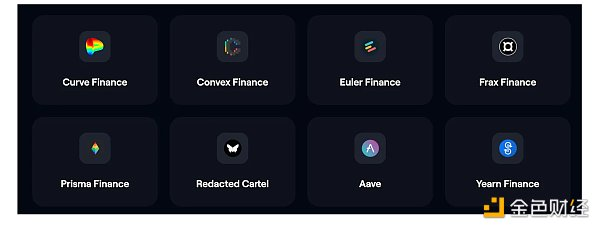 Curve Finance
Convex Finance
Euler Finance
Frax Finance
Prisma Finance
Redacted Cartel
Aave
Yearn Finance
金色财经